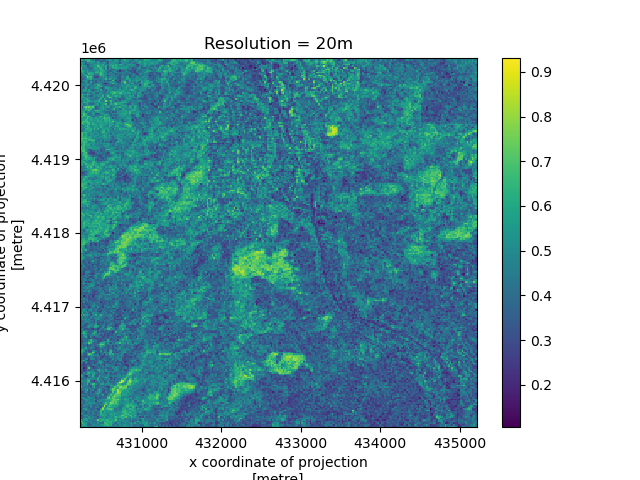 Resolution = 20m
1e6
4.420
4.419
4.418
4.417
4.416
y coordinate of projection
[metre]
431000 432000 433000 434000 435000
x coordinate of projection
[metre]
0.9
0.8
0.7
0.6
0.5
0.4
0.3
0.2